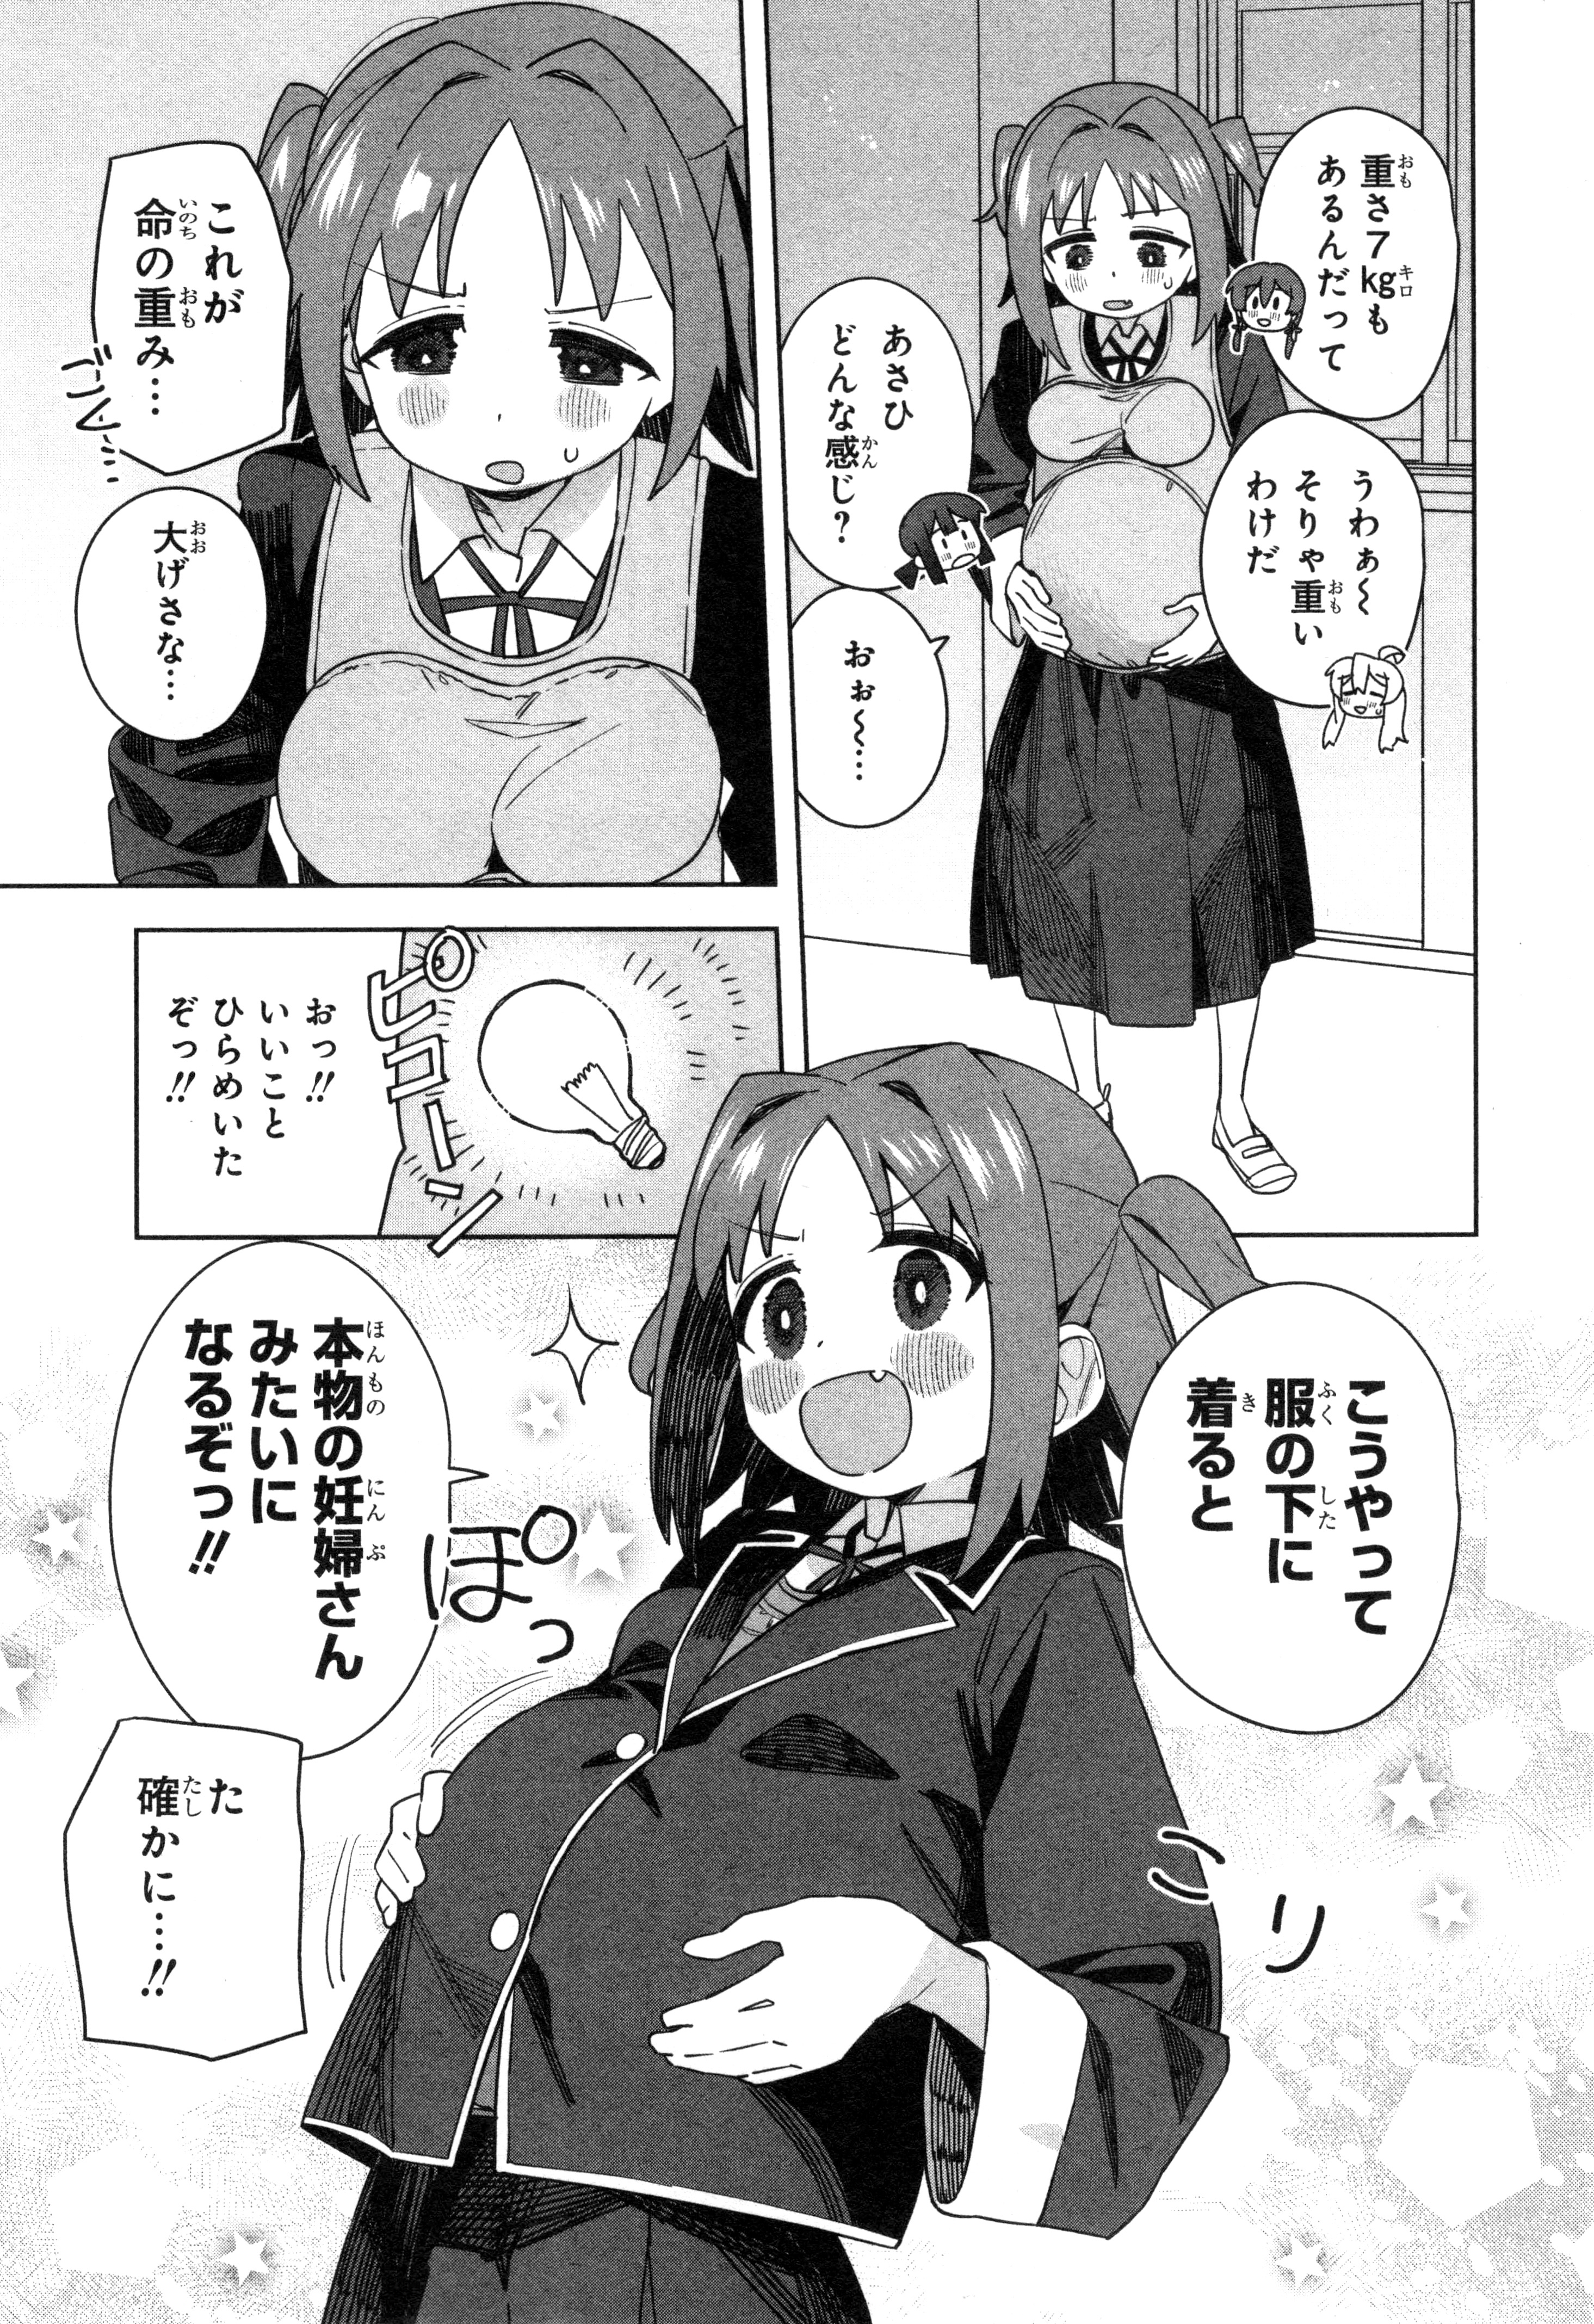 重さ7kgも
あるんだって
うわぁ〜
そりゃ重い
わけだ
あさひ
どんな感じ?
おぉ〜…
これが
命の重み…
ズン…
大げさな…
ピコーン
おっ!!
いいこと
ひらめいた
ぞっ!!
こうやって
服の下に
着ると
本物の妊婦さん
みたいに
なるぞっ!!
ぽっこり
た
確かに…!!